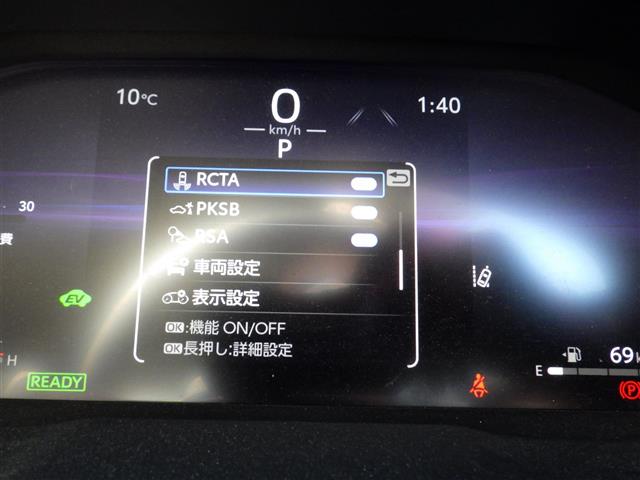 10℃
0
1:40
km/h
P
RCTA
PKSB
30
RSA
費
車両設定
EV
表示設定
OK:機能 ON/OFF
OK長押し:詳細設定
69
H
E
READY
P